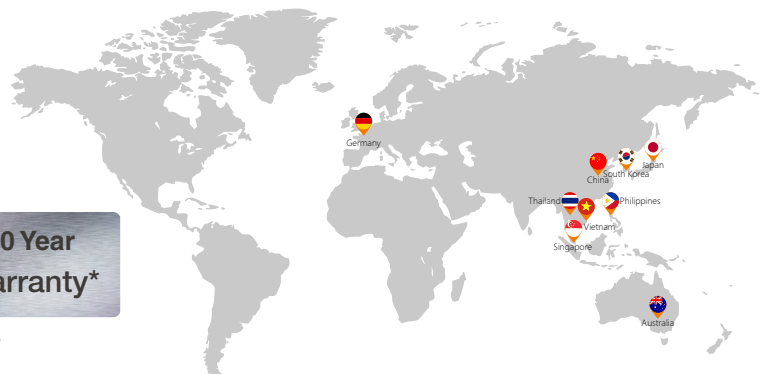 Germany
Japan
South Korea
China
Thailand
Philippines
Vietnam
0 Year
Singapore
arranty*
Australia